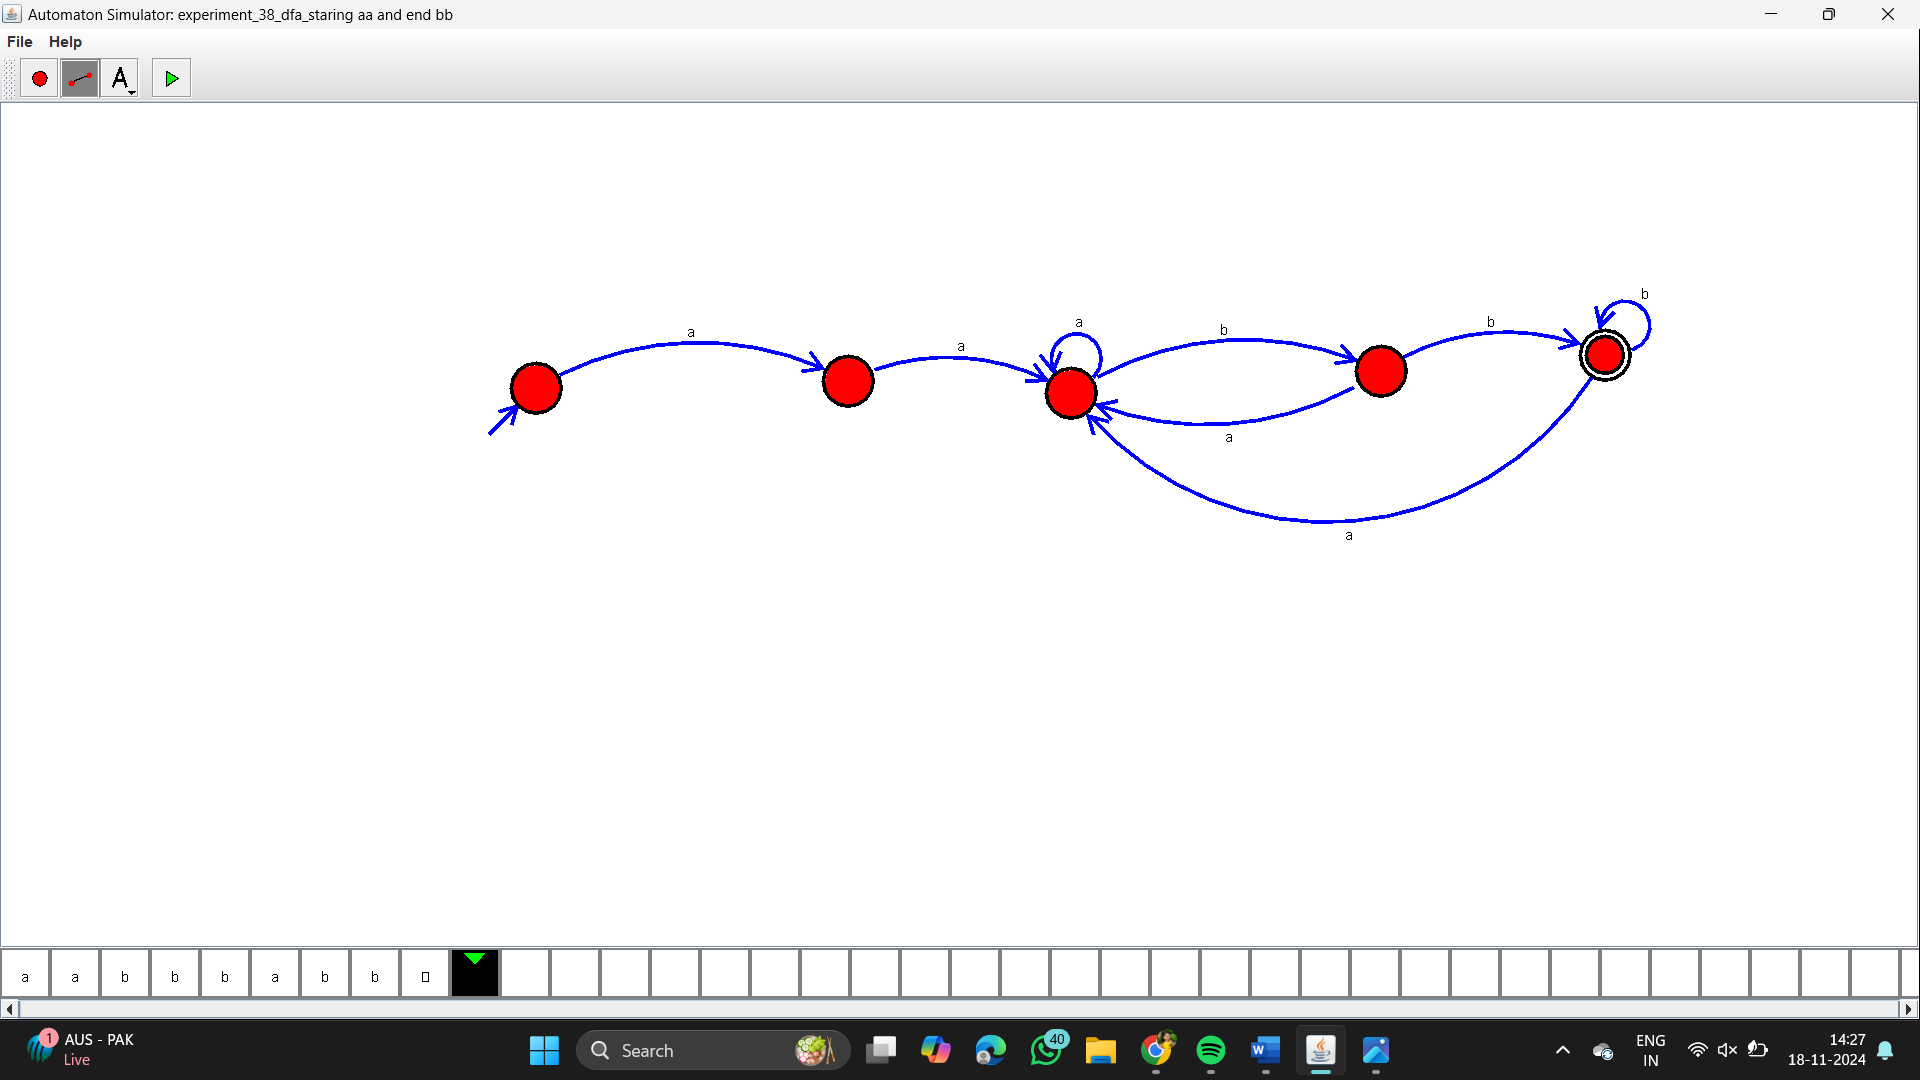 Automaton Simulator: experiment_38_dfa_staring aa and end bb
File Help
A
a
a
a
b
a
b
b
a
a a b b b a b b □
1 AUS - PAK
Live
Search
40
W
ENG
IN
14:27
18-11-2024